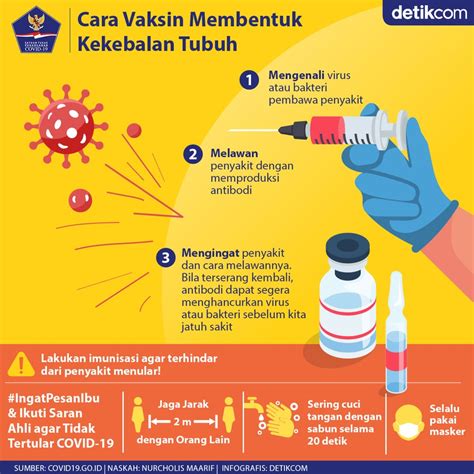 Cara Vaksin Membentuk
Kekebalan Tubuh
detikcom
COVID-19
1
Mengenali virus
atau bakteri
pembawa penyakit
2
Melawan
penyakit dengan
memproduksi
antibodi
3
Mengingat penyakit
dan cara melawannya.
Bila terserang kembali,
antibodi dapat segera
menghancurkan virus
atau bakteri sebelum kita
jatuh sakit
Lakukan imunisasi agar terhindar
dari penyakit menular!
#IngatPesanIbu
& Ikuti Saran
Ahli agar Tidak
Tertular COVID-19
Jaga Jarak
2 m
dengan Orang Lain
Sering cuci
tangan dengan
sabun selama
20 detik
Selalu
pakai
masker
SUMBER: COVID19.GO.ID | NASKAH: NURCHOLIS MAARIF | INFOGRAFIS: DETIKCOM